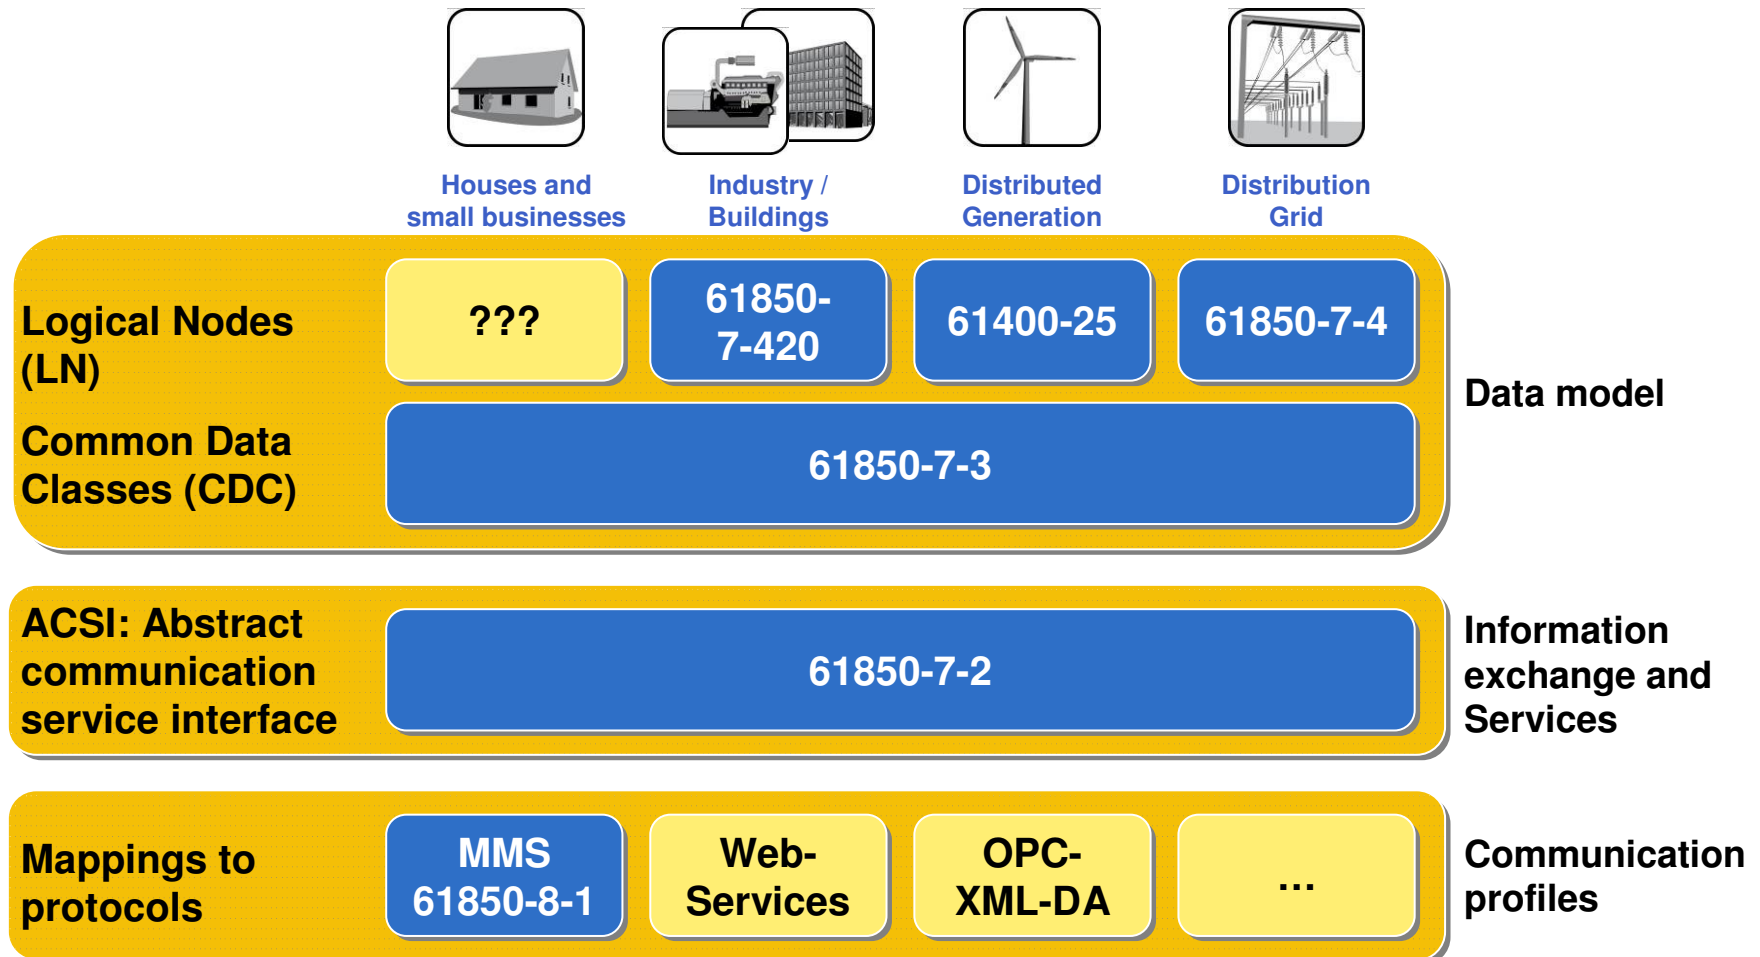 Houses and
small businesses
Industry /
Buildings
Distributed
Generation
Distribution
Grid
Logical Nodes
(LN)
???
61850-
7-420
61400-25
61850-7-4
Common Data
Classes (CDC)
61850-7-3
Data model
ACSI: Abstract
communication
service interface
61850-7-2
Information
exchange and
Services
Mappings to
protocols
MMS
61850-8-1
Web-
Services
OPC-
XML-DA
...
Communication
profiles